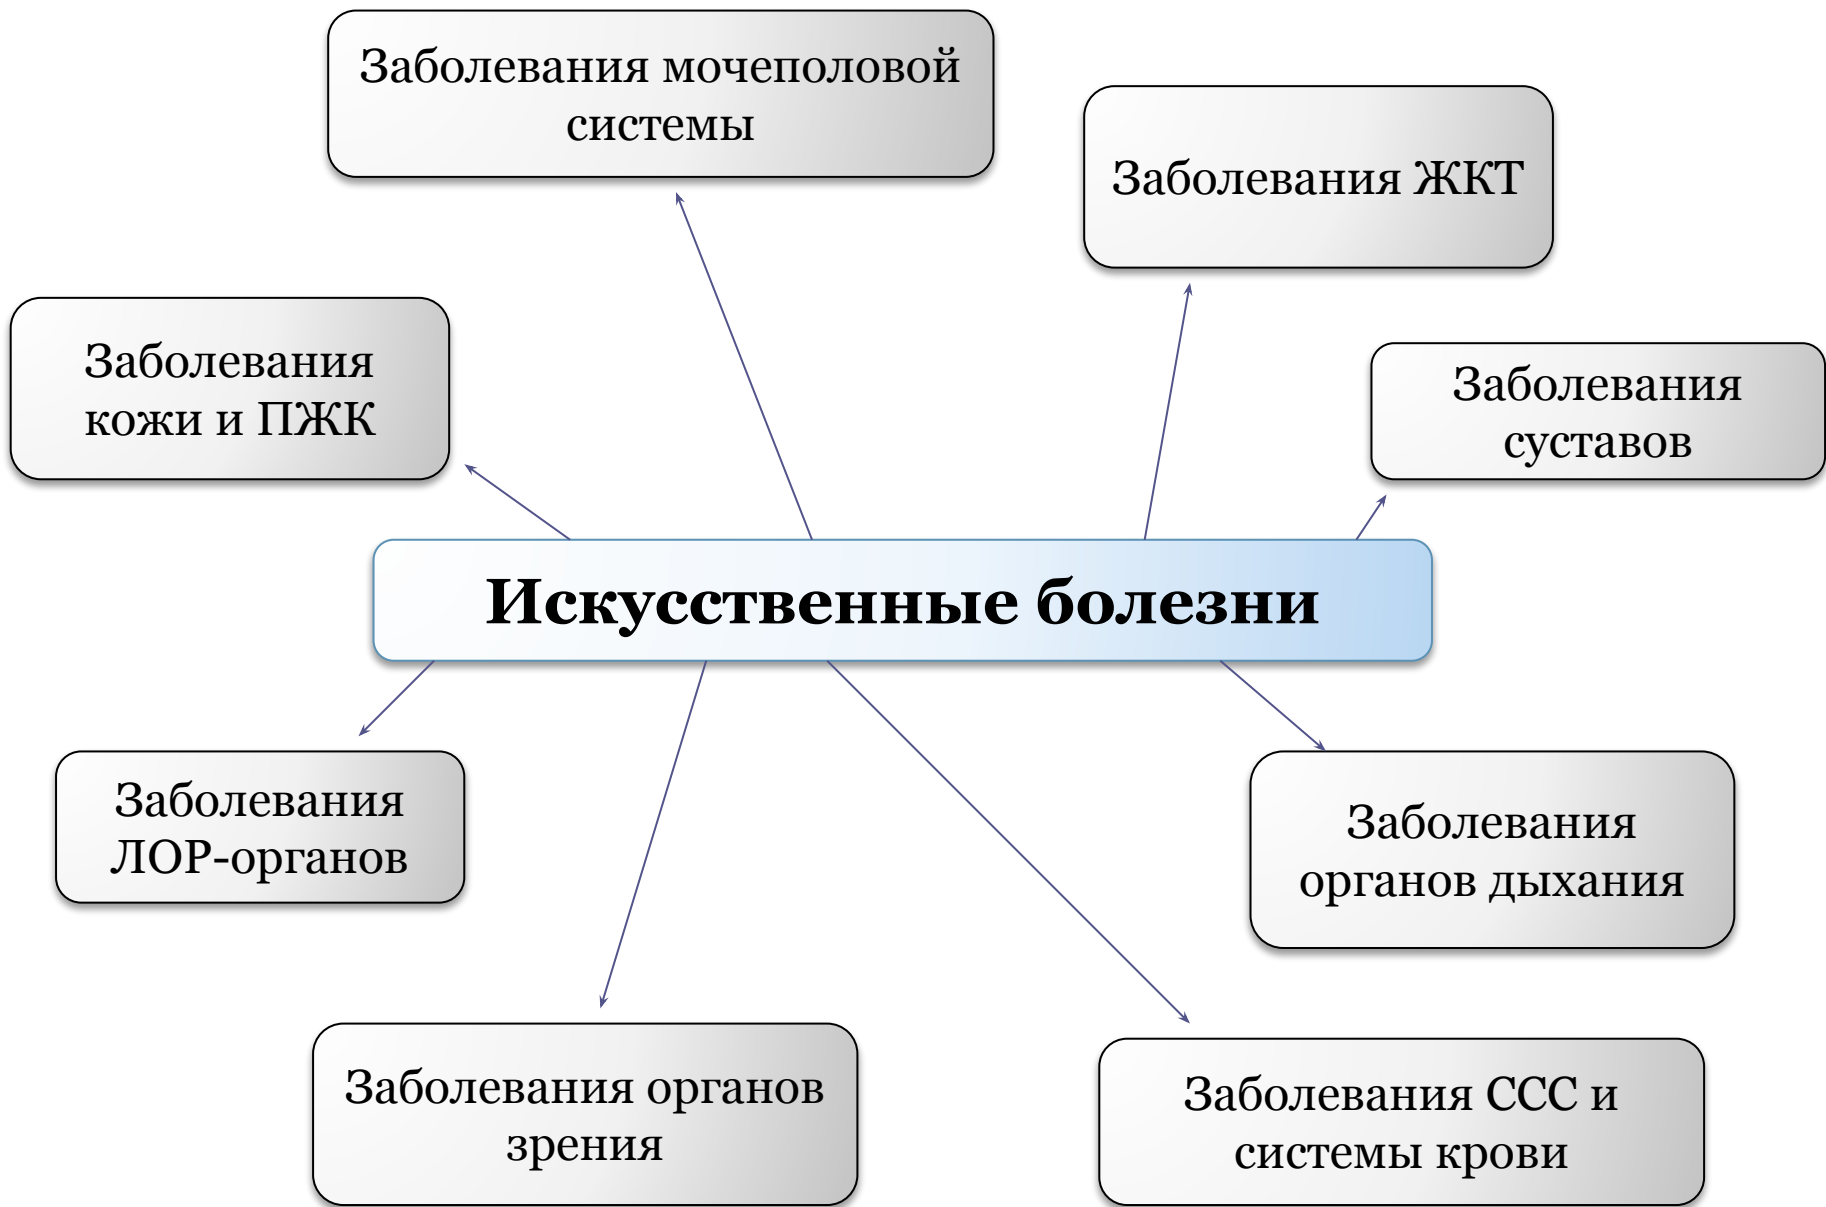 Заболевания мочеполовой
системы
Заболевания ЖКТ
Заболевания
кожи и ПЖК
Заболевания
суставов
Искусственные болезни
Заболевания
ЛОР-органов
Заболевания
органов дыхания
Заболевания органов
зрения
Заболевания ССС и
системы крови